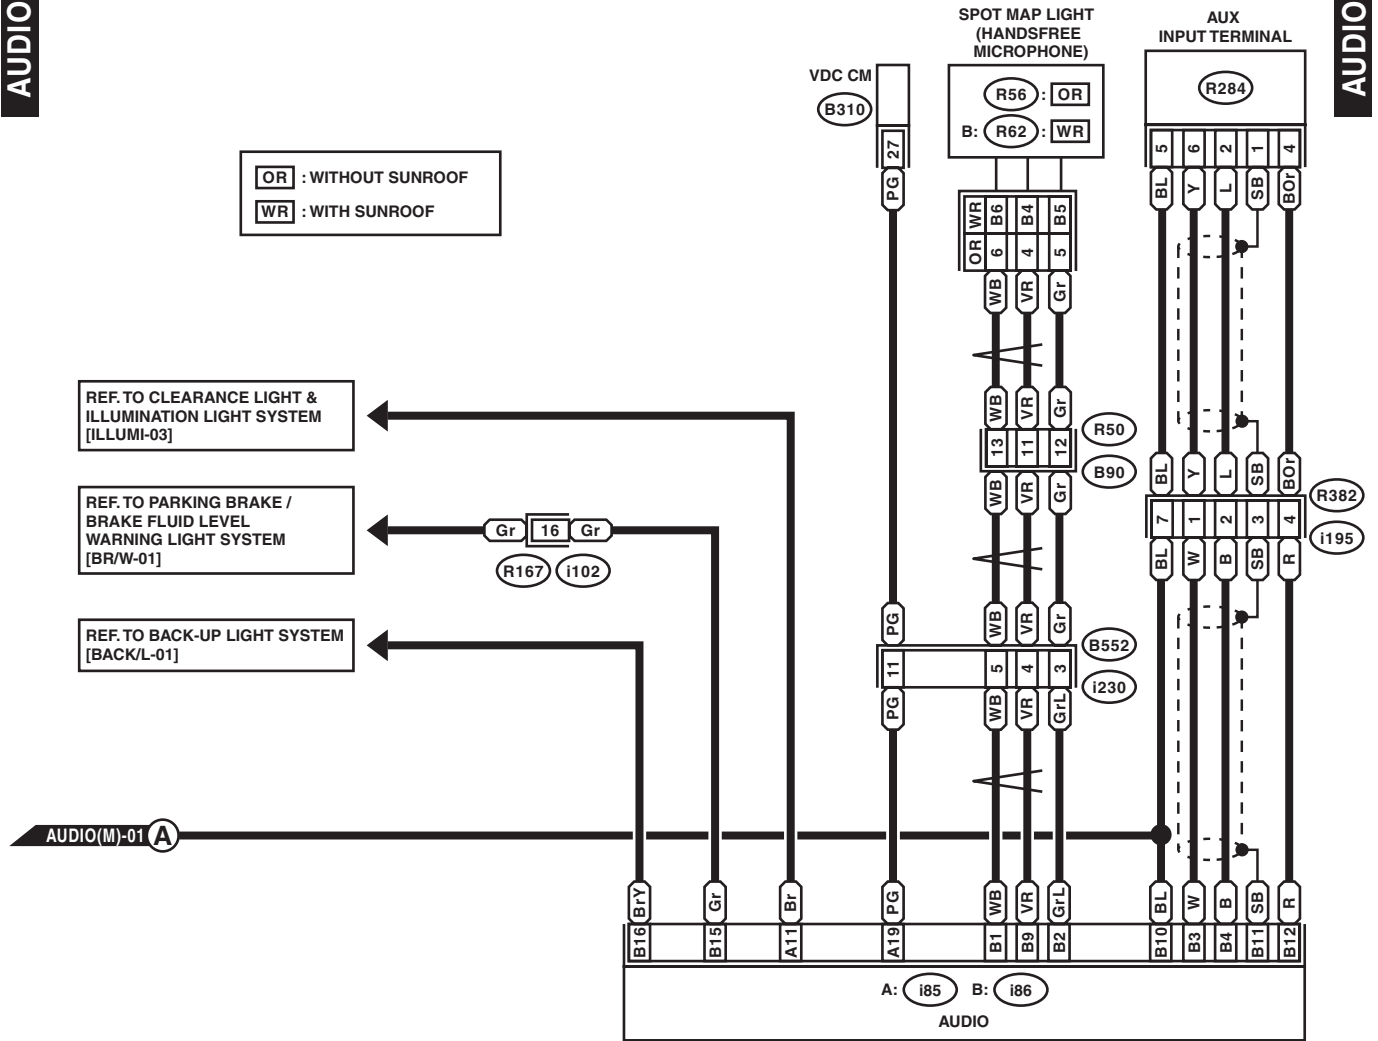 AUDIO
AUDIO
SPOT MAP LIGHT
(HANDSFREE
MICROPHONE)
AUX
INPUT TERMINAL
VDC CM
B310
R56 : OR
B: R62 : WR
R284
27
5 6 2 1 4
PG
BL Y L SB BOr
OR : WITHOUT SUNROOF
WR : WITH SUNROOF
WR B6 B4 B5
OR 6 4 5
WB VR Gr
REF. TO CLEARANCE LIGHT &
ILLUMINATION LIGHT SYSTEM
[ILLUMI-03]
WB VR Gr
R50
13 11 12
B90
WB VR Gr
BL Y L SB BOr
R382
7 1 2 3 4
i195
BL W B SB R
REF. TO PARKING BRAKE /
BRAKE FLUID LEVEL
WARNING LIGHT SYSTEM
[BR/W-01]
Gr 16 Gr
R167 i102
REF. TO BACK-UP LIGHT SYSTEM
[BACK/L-01]
PG WB VR Gr
B552
11 5 4 3
i230
PG WB VR GrL
AUDIO(M)-01 A
BrY Gr Br PG WB VR GrL BL W B SB R
B16 B15 A11 A19 B1 B9 B2 B10 B3 B4 B11 B12
A: i85 B: i86
AUDIO